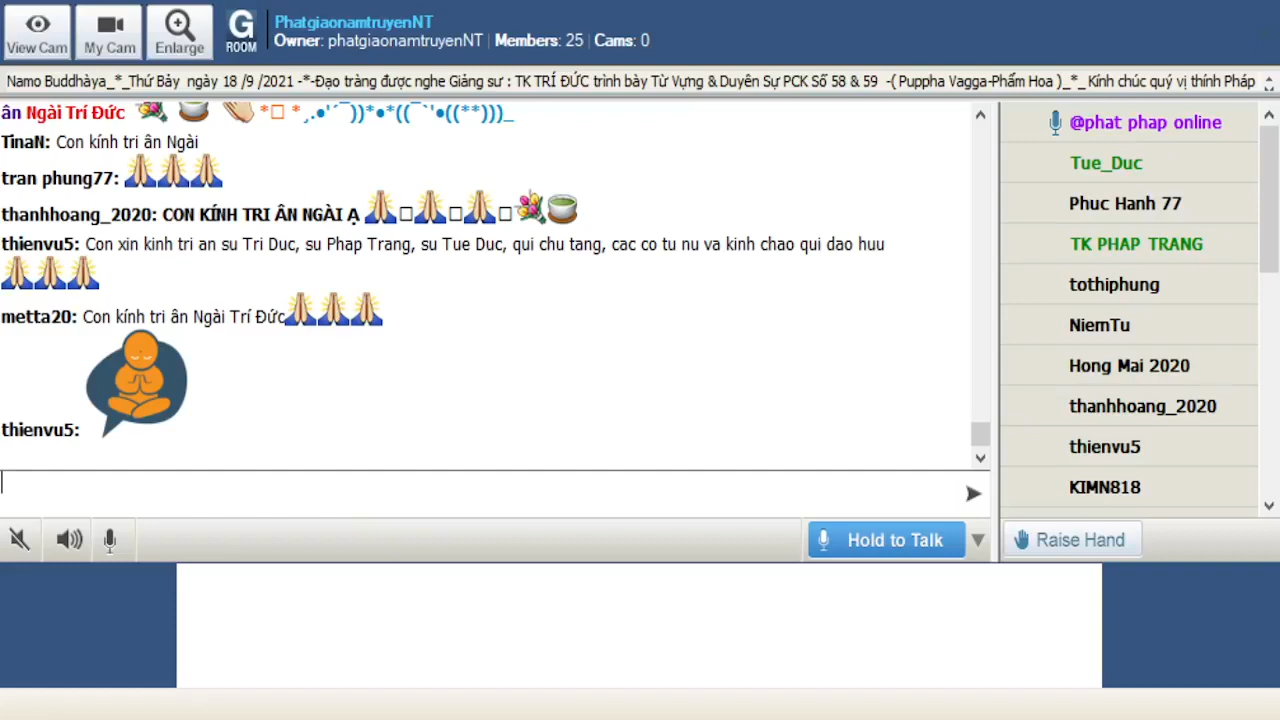 View Cam
My Cam
Enlarge
G
ROOM
PhatgiaonamtruyenNT
Owner: phatgiaonamtruyenNT | Members: 25 | Cams: 0
Namo Buddhàya_*_Thứ Bảy ngày 18 /9 /2021 -*-Đạo tràng được nghe Giảng sư : TK TRÍ ĐỨC trình bày Từ Vựng & Duyên Sự PCK Số 58 & 59 -( Puppha Vagga-Phẩm Hoa )_*_ Kính chúc quý vị thính Pháp
ân Ngài Trí Đức
TinaN: Con kính tri ân Ngài
tran phung77:
thanhhoang_2020: CON KÍNH TRI ÂN NGÀI Ạ
thienvu5: Con xin kinh tri an su Tri Duc, su Phap Trang, su Tue Duc, qui chu tang, cac co tu nu va kinh chao qui dao huu
metta20: Con kính tri ân Ngài Trí Đức
thienvu5:
@phat phap online
Tue_Duc
Phuc Hanh 77
TK PHAP TRANG
tothiphung
NiemTu
Hong Mai 2020
thanhhoang_2020
thienvu5
KIMN818
Hold to Talk
Raise Hand